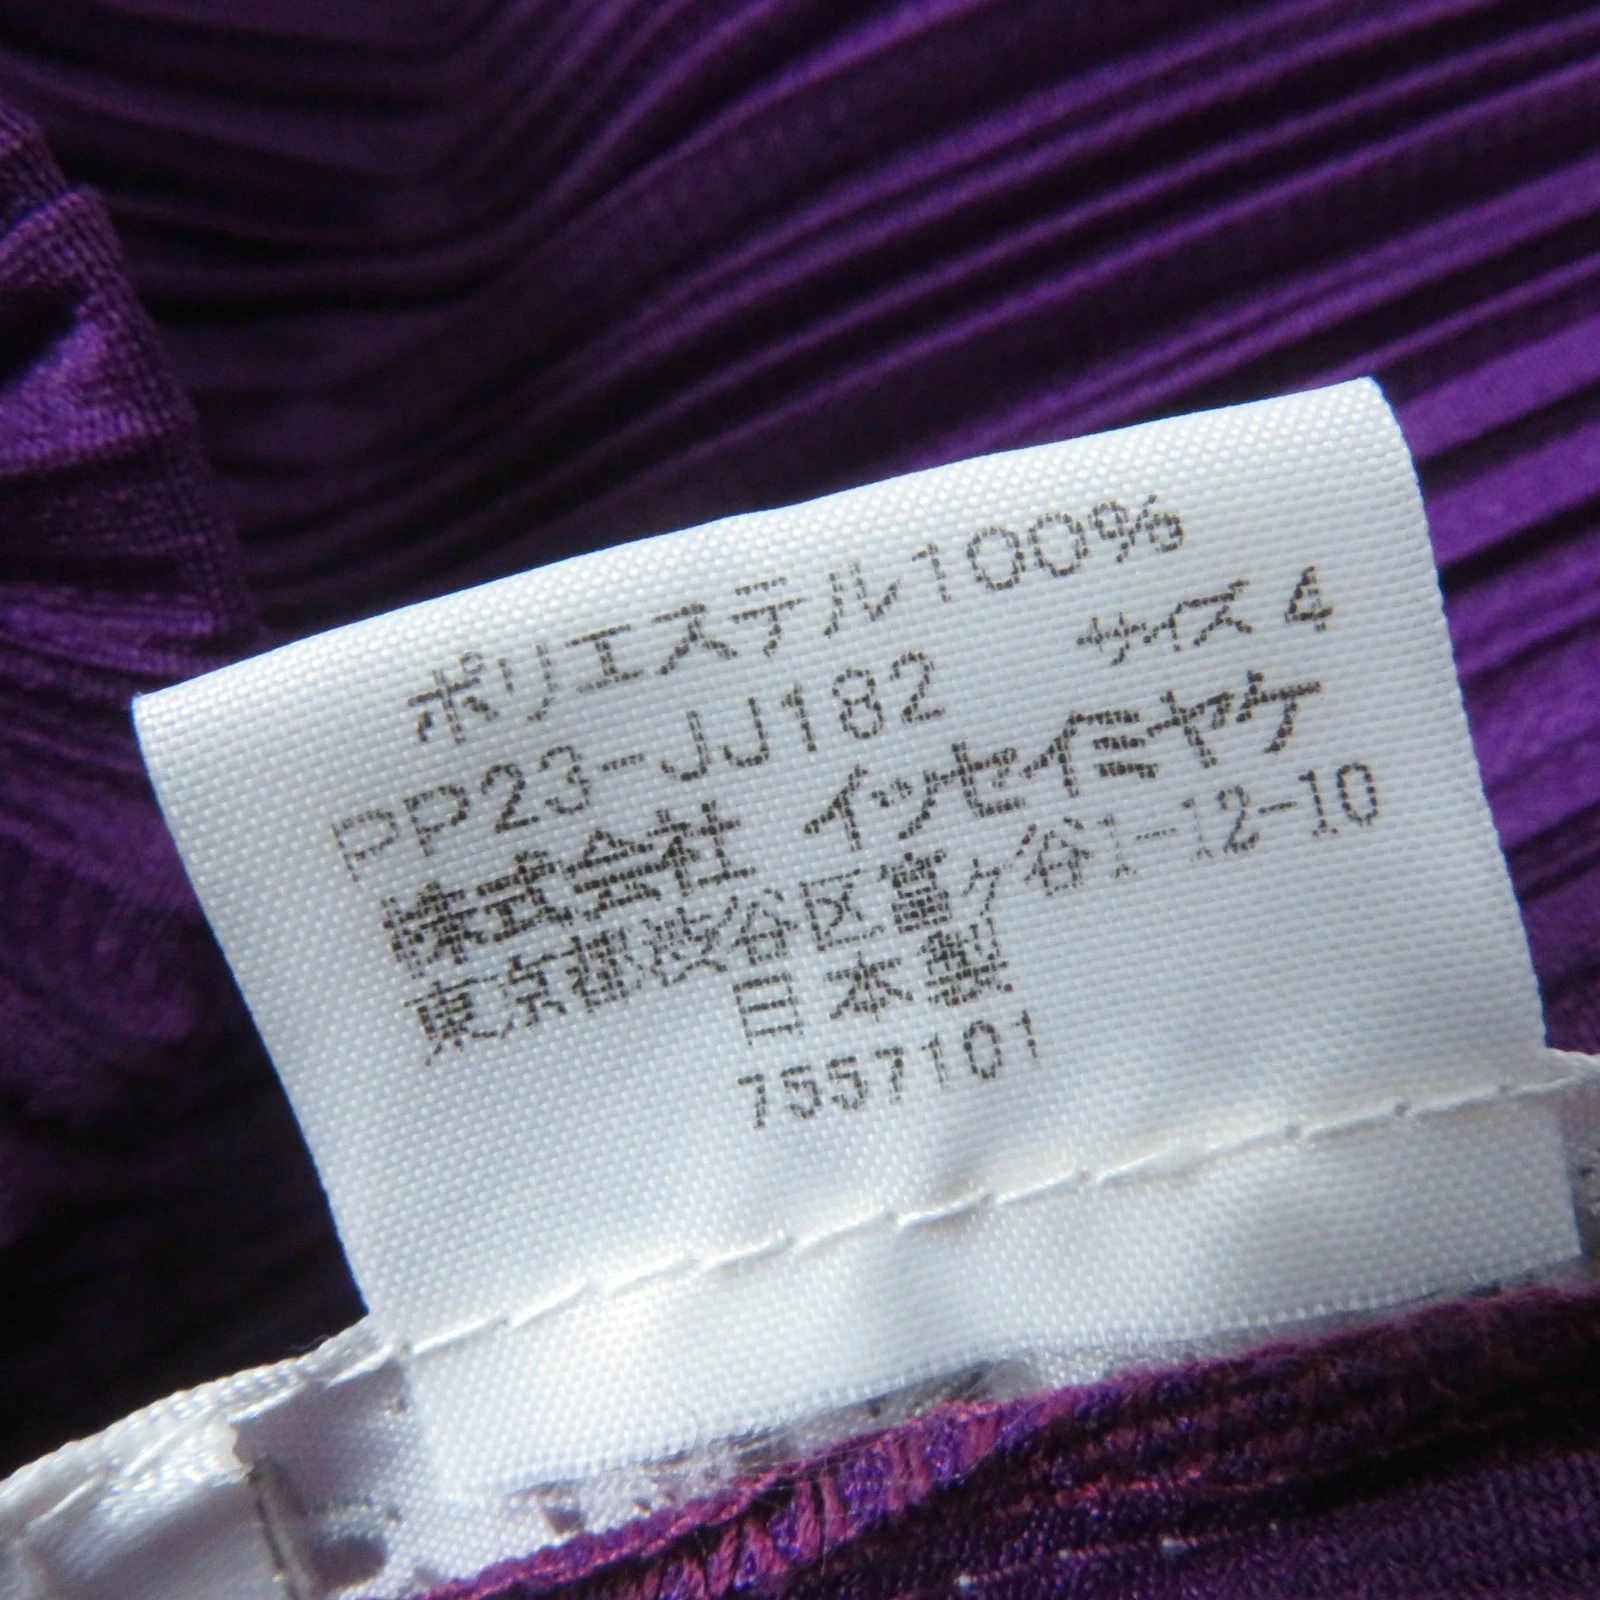 ポリエステル100%
PP23-JJ182 サイズ 4
株式会社 イッセイミヤケ
東京都渋谷区富ヶ谷1-12-10
日本製
7557101